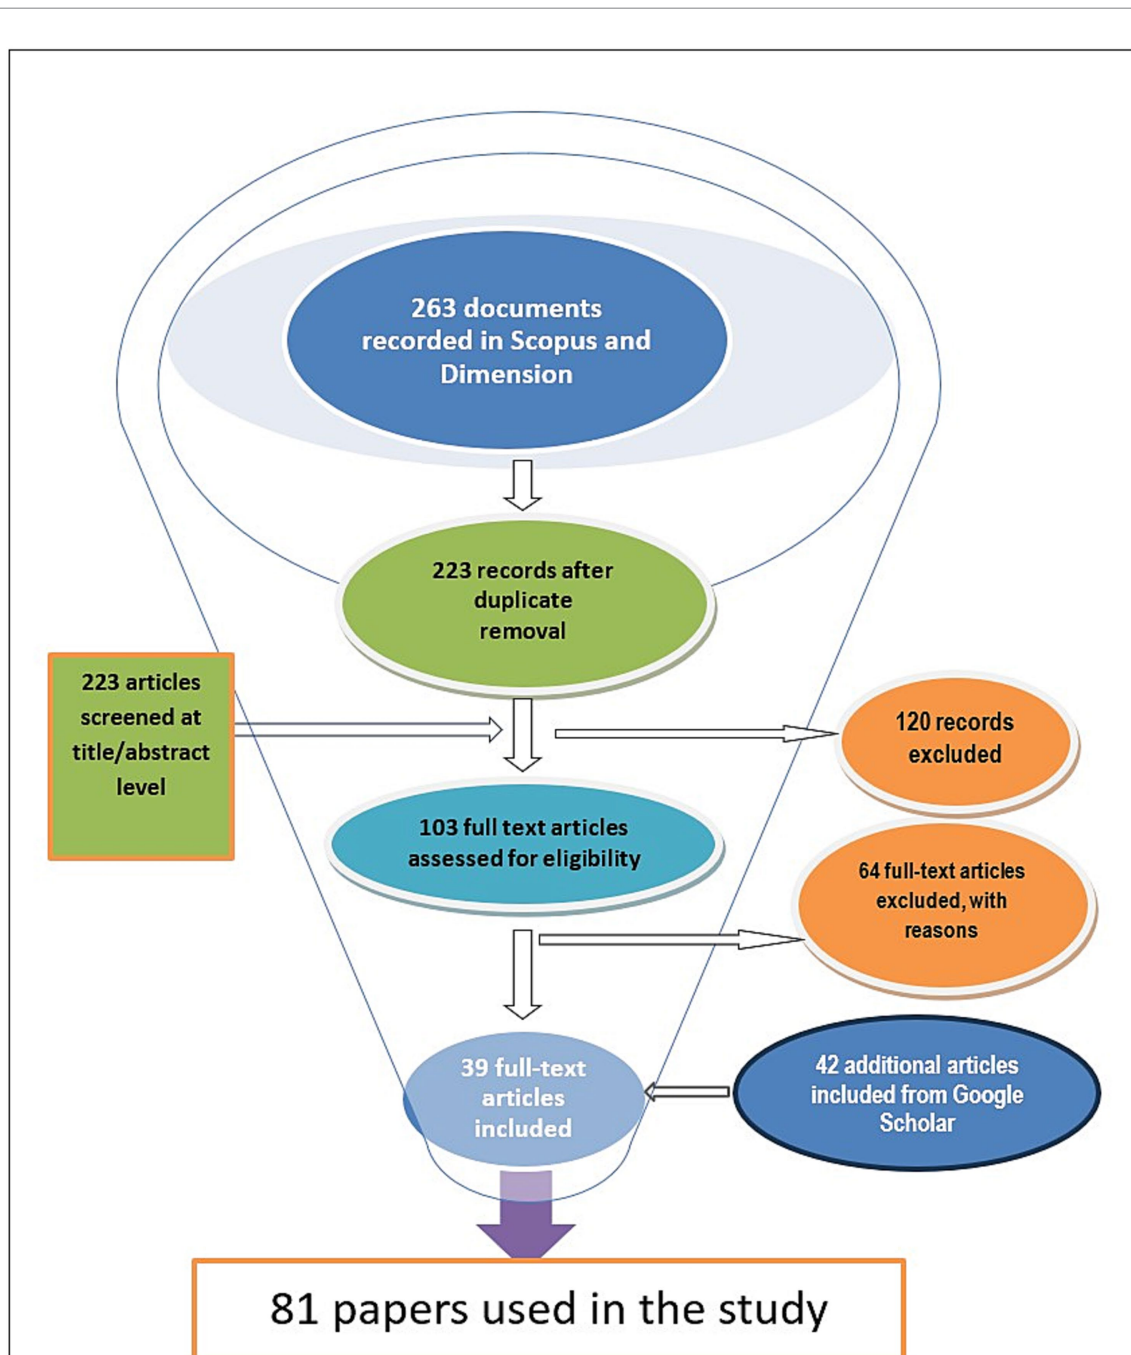 263 documents
recorded in Scopus and
Dimension
223 records after
duplicate
removal
223 articles
screened at
title/abstract
level
120 records
excluded
103 full text articles
assessed for eligibility
64 full-text articles
excluded, with
reasons
39 full-text
articles
included
42 additional articles
included from Google
Scholar
81 papers used in the study